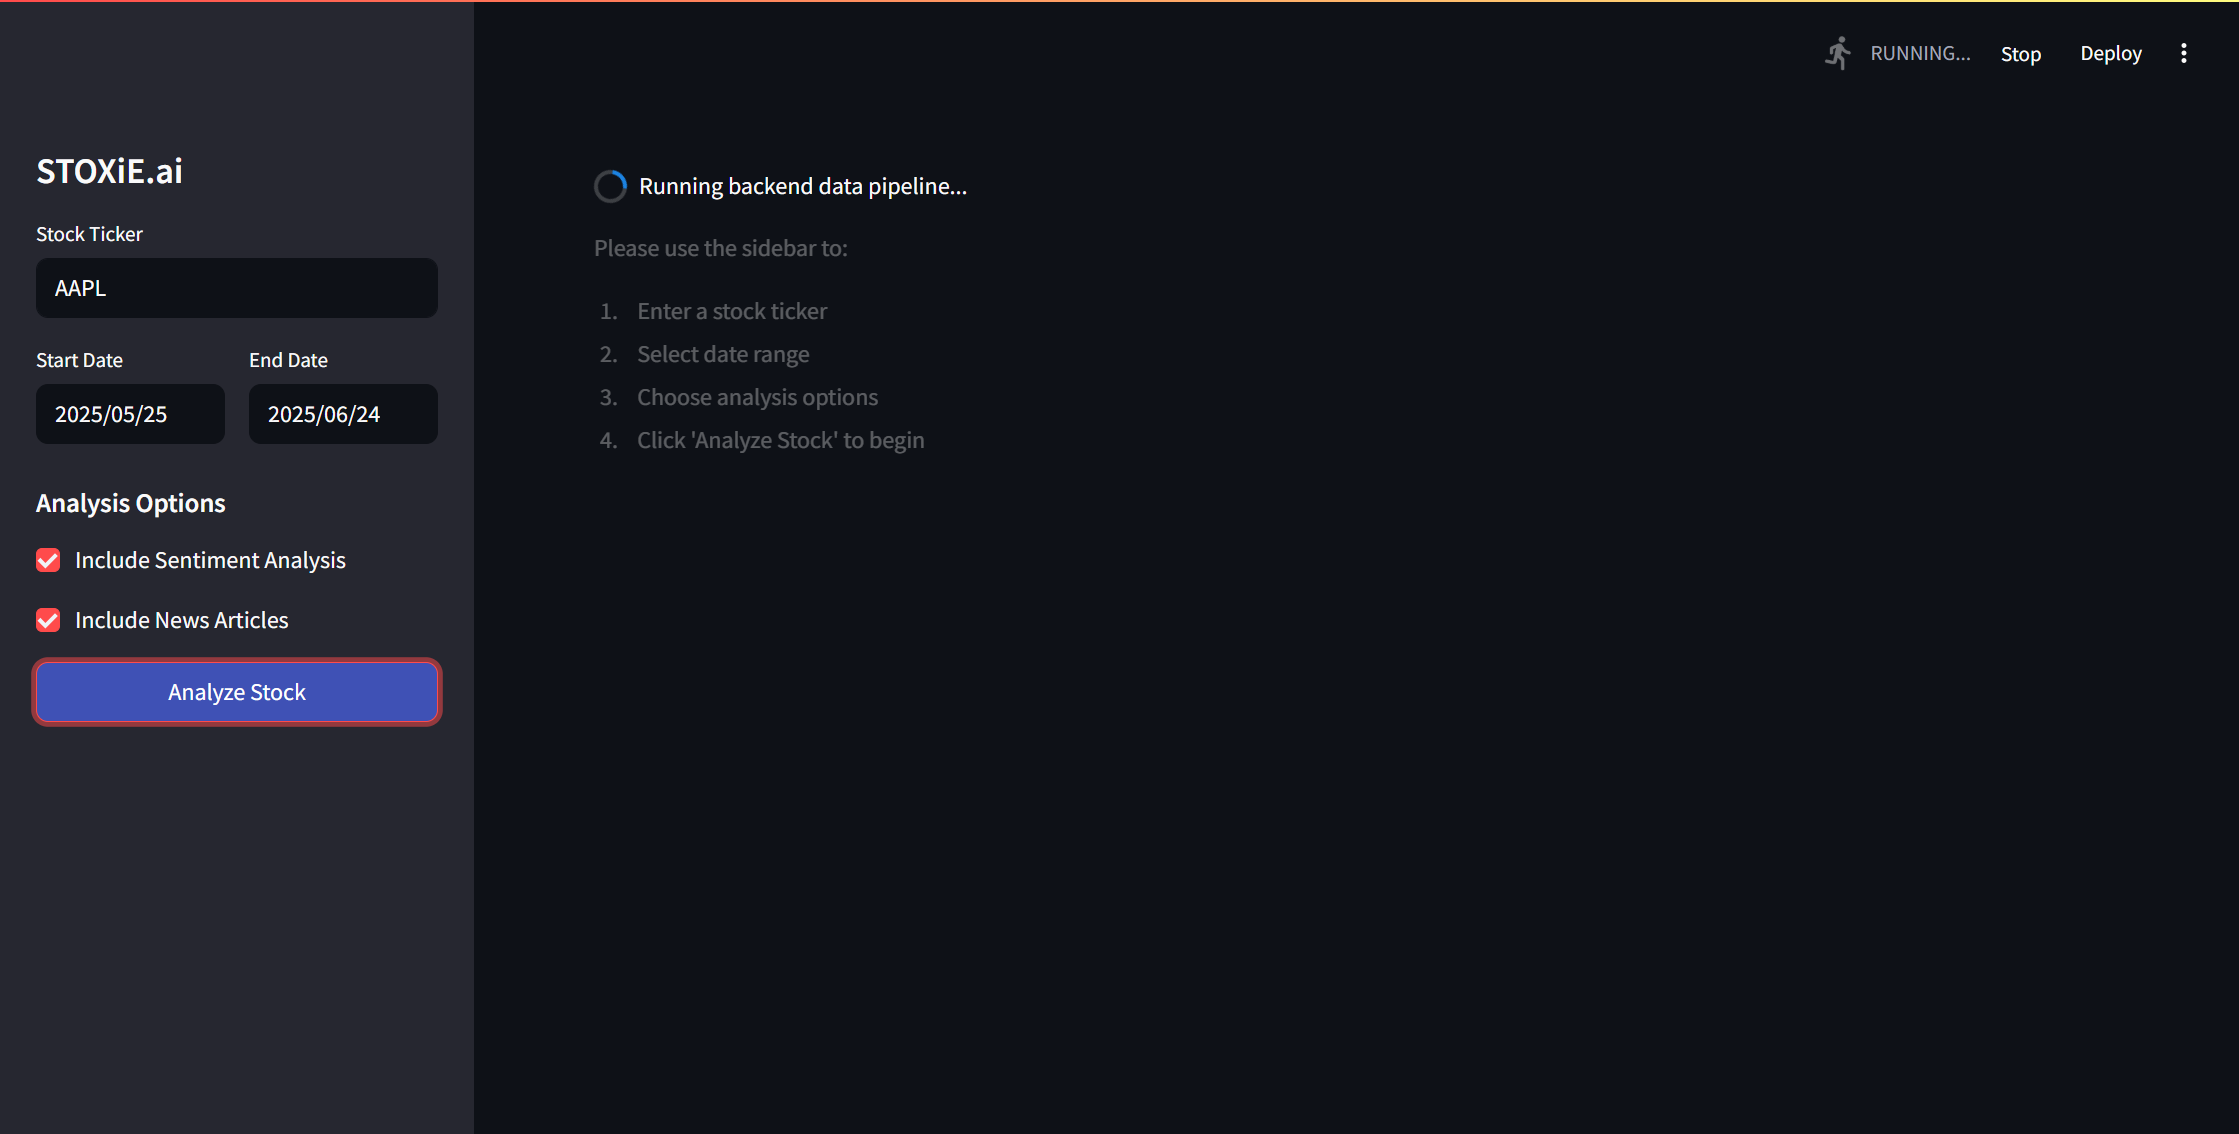 RUNNING...
Stop
Deploy
STOXiE.ai
Stock Ticker
AAPL
Start Date
End Date
2025/05/25
2025/06/24
Analysis Options
Include Sentiment Analysis
Include News Articles
Analyze Stock
Running backend data pipeline...
Please use the sidebar to:
1. Enter a stock ticker
2. Select date range
3. Choose analysis options
4. Click 'Analyze Stock' to begin